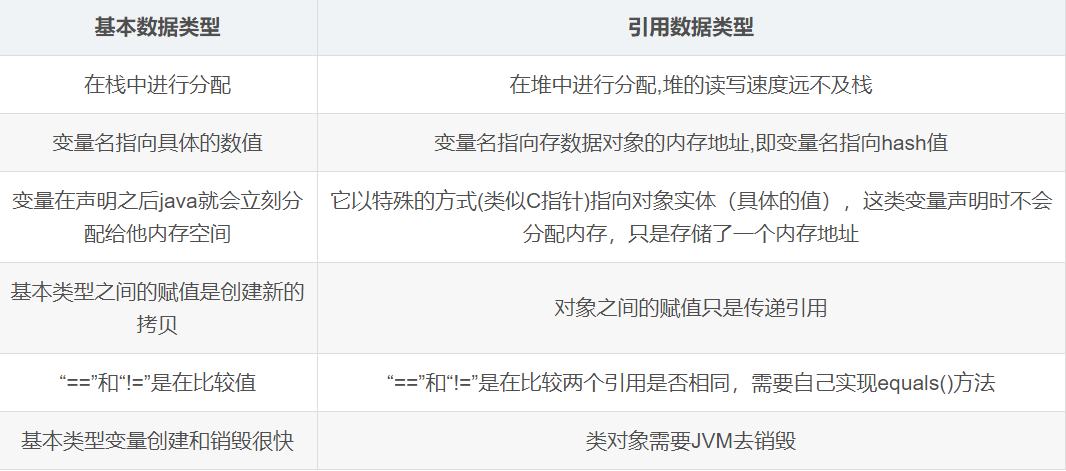 基本数据类型
引用数据类型
在栈中进行分配
在堆中进行分配,堆的读写速度远不及栈
变量名指向具体的数值
变量名指向存数据对象的内存地址,即变量名指向hash值
变量在声明之后java就会立刻分
配给他内存空间
它以特殊的方式(类似C指针)指向对象实体（具体的值），这类变量声明时不会
分配内存，只是存储了一个内存地址
基本类型之间的赋值是创建新的
拷贝
对象之间的赋值只是传递引用
“==”和“!=”是在比较值
“==”和“!=”是在比较两个引用是否相同，需要自己实现equals()方法
基本类型变量创建和销毁很快
类对象需要JVM去销毁